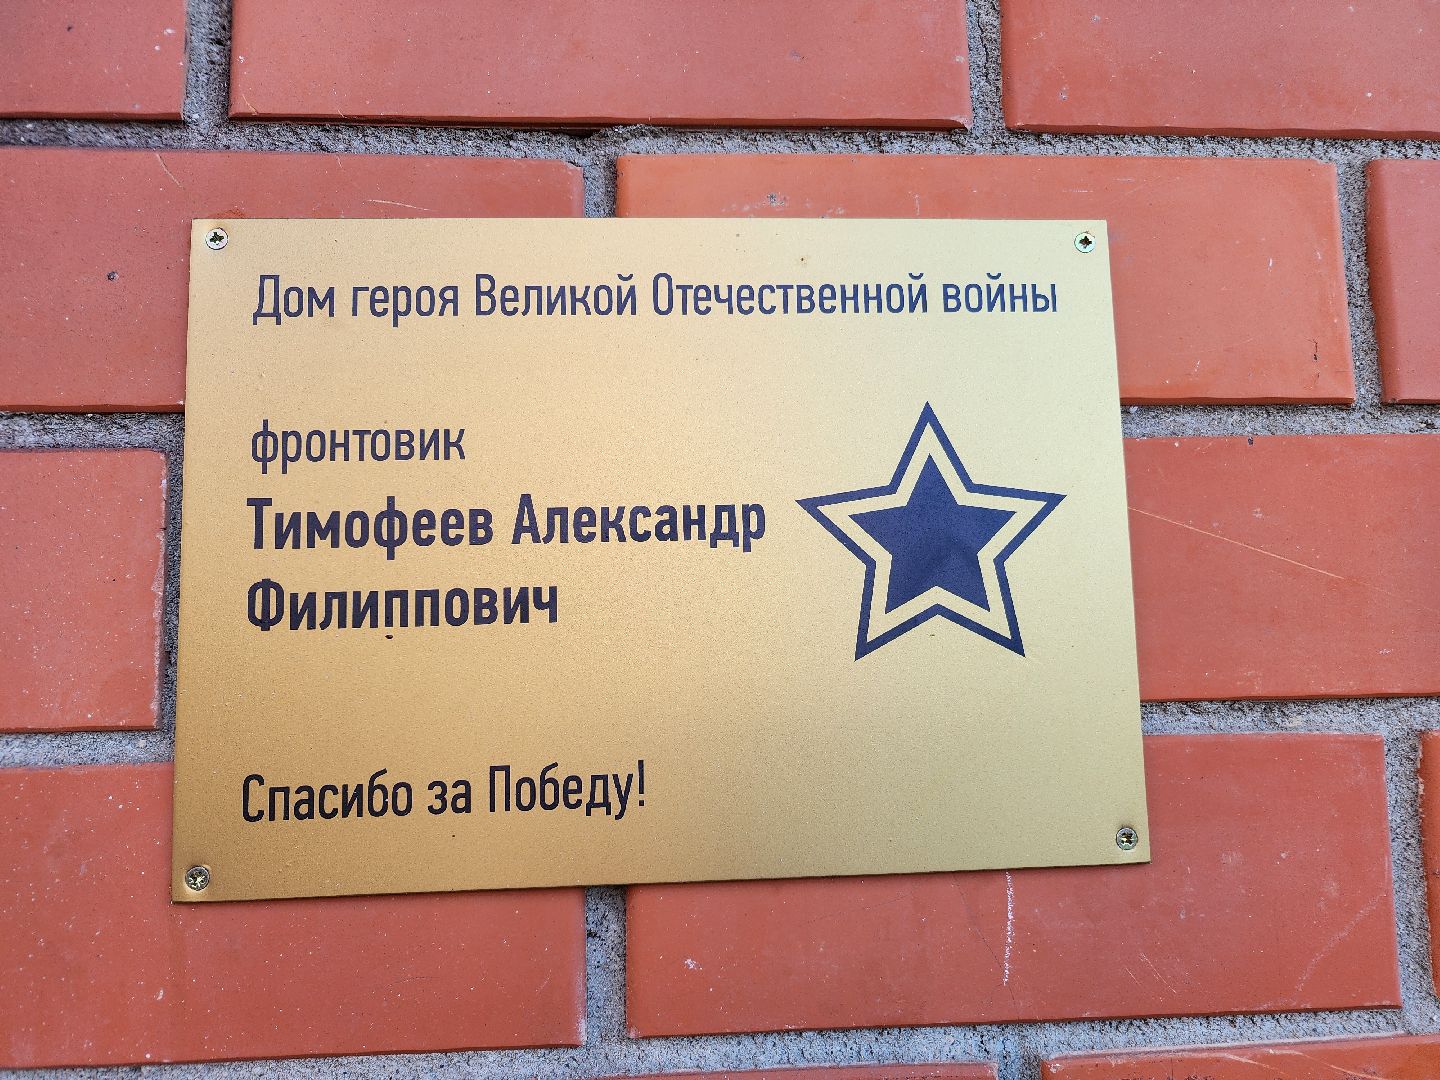 Дом героя Великой Отечественной войны
фронтовик
Тимофеев Александр
Филиппович
Спасибо за Победу!